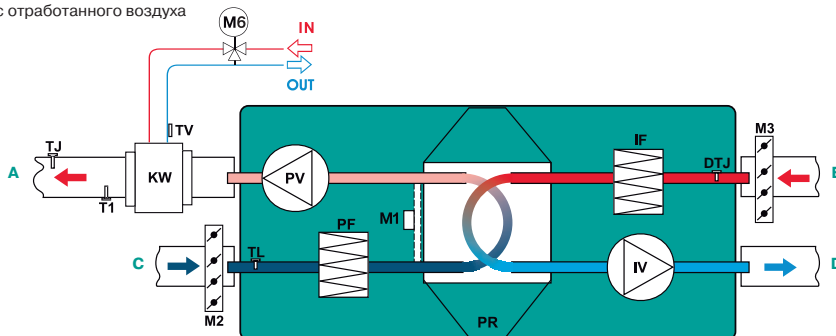 с отработанного воздуха
M6
IN
OUT
TV
TJ
A
KW
T1
PV
IF
M3
DTJ
M1
PF
C
TL
IV
M2
PR